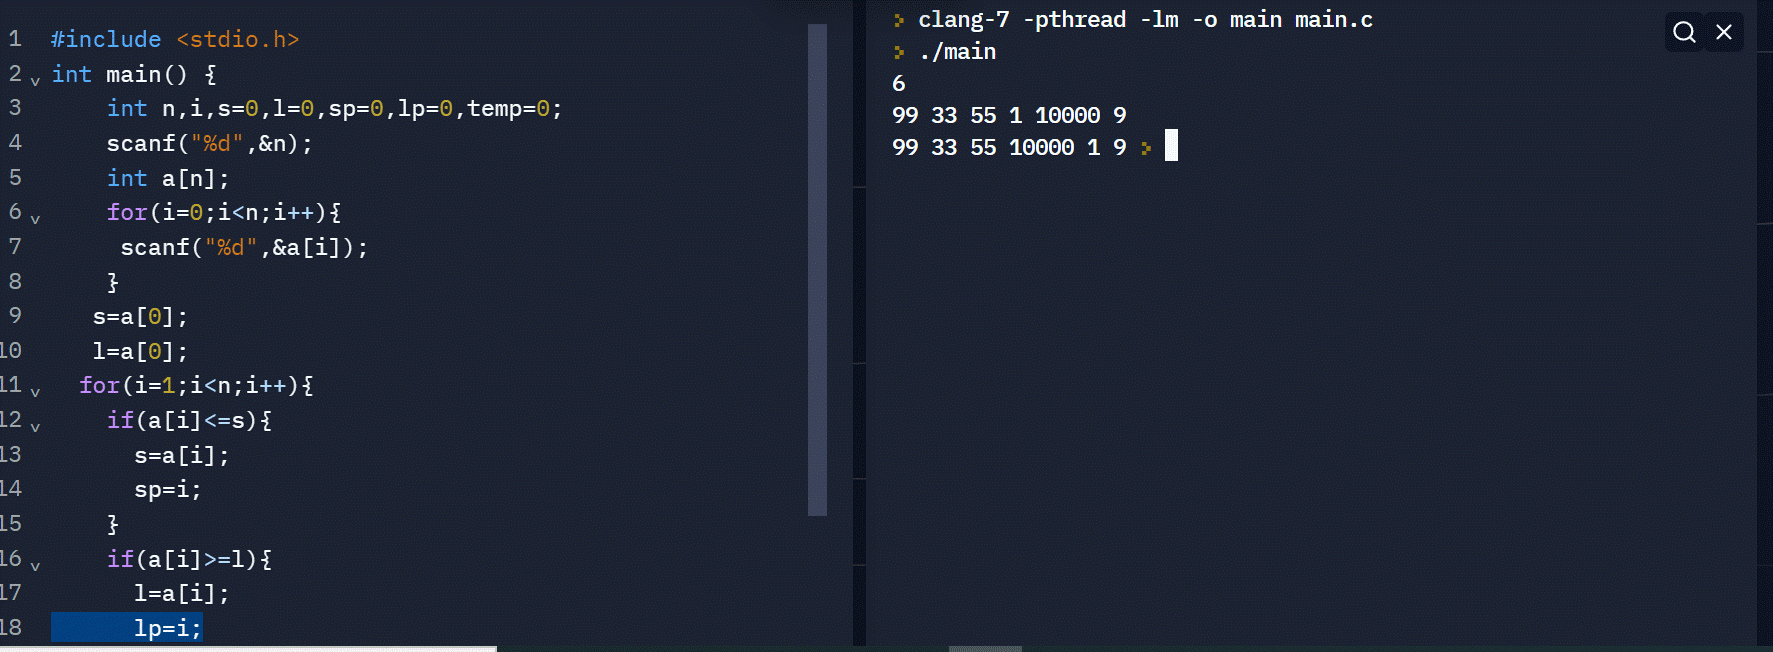 1 #include <stdio.h>
2 int main() {
3 int n,i,s=0,l=0,sp=0,lp=0,temp=0;
4 scanf("%d",&n);
5 int a[n];
6 for(i=0;i<n;i++){
7 scanf("%d",&a[i]);
8 }
9 s=a[0];
10 l=a[0];
11 for(i=1;i<n;i++){
12 if(a[i]<=s){
13 s=a[i];
14 sp=i;
15 }
16 if(a[i]>=l){
17 l=a[i];
18 lp=i;
> clang-7 -pthread -lm -o main main.c
> ./main
6
99 33 55 1 10000 9
99 33 55 10000 1 9 >